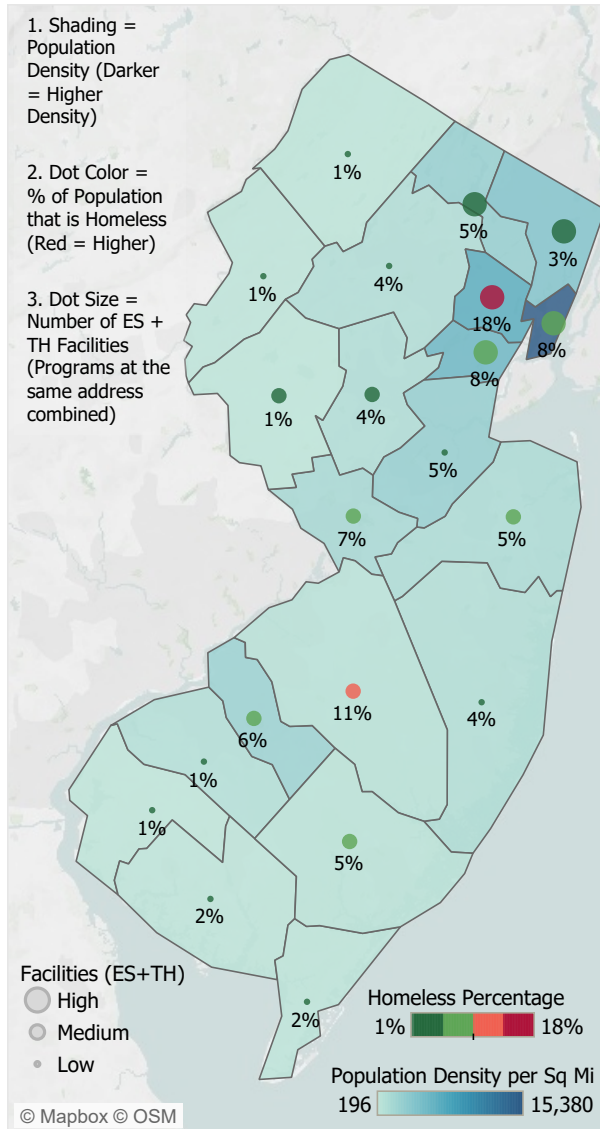 1. Shading =
Population
Density (Darker
= Higher
Density)
2. Dot Color =
% of Population
that is Homeless
(Red = Higher)
3. Dot Size =
Number of ES +
TH Facilities
(Programs at the
same address
combined)
1%
5%
3%
1%
4%
18%
8%
8%
1%
4%
5%
7%
5%
11%
4%
6%
1%
1%
5%
2%
2%
Facilities (ES+TH)
High
Medium
Low
Homeless Percentage
1% 18%
Population Density per Sq Mi
196 15,380
© Mapbox © OSM